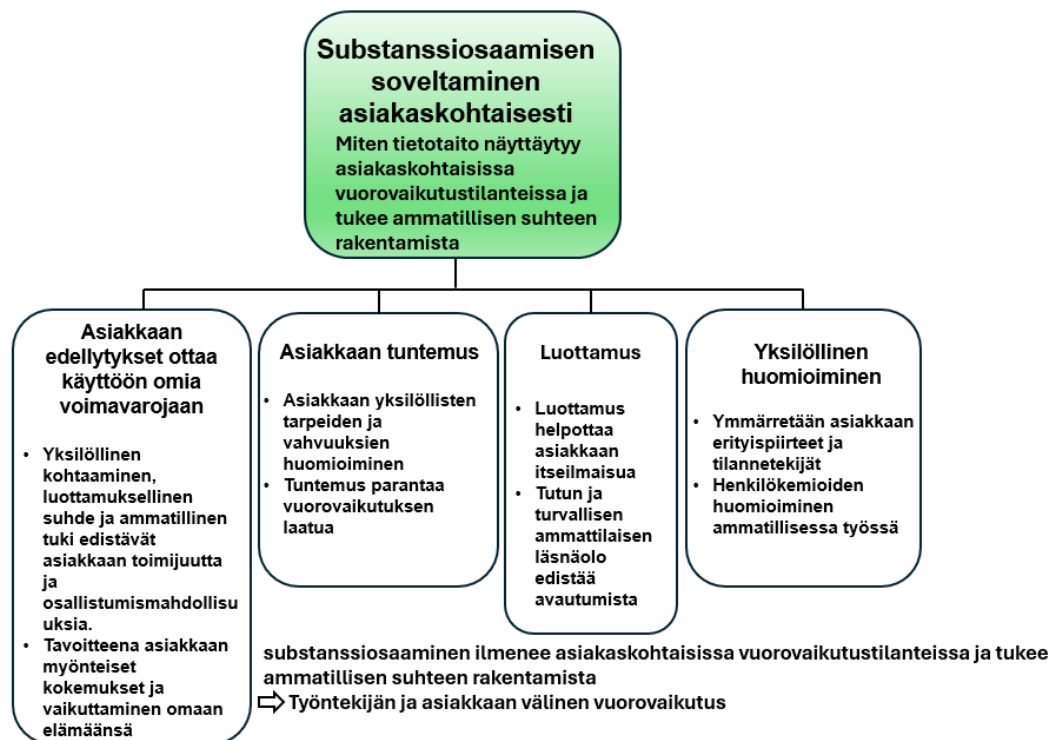 Substanssiosaamisen
soveltaminen
asiakaskohtaisesti
Miten tietotaito näyttäytyy
asiakaskohtaisissa
vuorovaikutustilanteissa ja
tukee ammatillisen suhteen
rakentamista
Asiakkaan
edellytykset ottaa
käyttöön omia
voimavarojaan
• Yksilöllinen
kohtaaminen,
luottamuksellinen
suhde ja ammatillinen
tuki edistävät
asiakkaan toimijuutta
ja
osallistumismahdollisu
uksia.
• Tavoitteena asiakkaan
myönteiset
kokemukset ja
vaikuttaminen omaan
elämäänsä
Asiakkaan tuntemus
• Asiakkaan yksilöllisten
tarpeiden ja
vahvuuksien
huomioiminen
• Tuntemus parantaa
vuorovaikutuksen
laatua
Luottamus
• Luottamus
helpottaa
asiakkaan
itseilmaisua
• Tutun ja
turvallisen
ammattilaisen
läsnäolo
edistää
avautumista
Yksilöllinen
huomioiminen
• Ymmärretään asiakkaan
erityispiirteet ja
tilannetekijät
• Henkilökemioiden
huomioiminen
ammatillisessa työssä
substanssiosaaminen ilmenee asiakaskohtaisissa vuorovaikutustilanteissa ja tukee
ammatillisen suhteen rakentamista
⇨ Työntekijän ja asiakkaan välinen vuorovaikutus